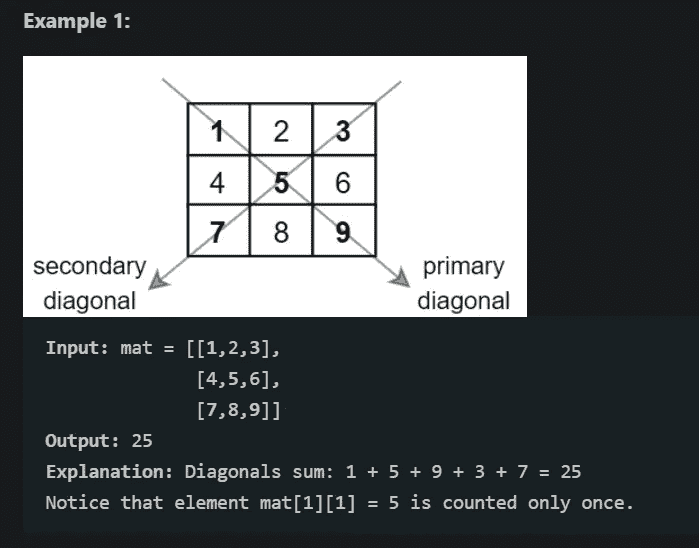 Example 1:
1 2 3
4 5 6
7 8 9
secondary diagonal
primary diagonal
Input: mat = [[1,2,3],
[4,5,6],
[7,8,9]]
Output: 25
Explanation: Diagonals sum: 1 + 5 + 9 + 3 + 7 = 25
Notice that element mat[1][1] = 5 is counted only once.